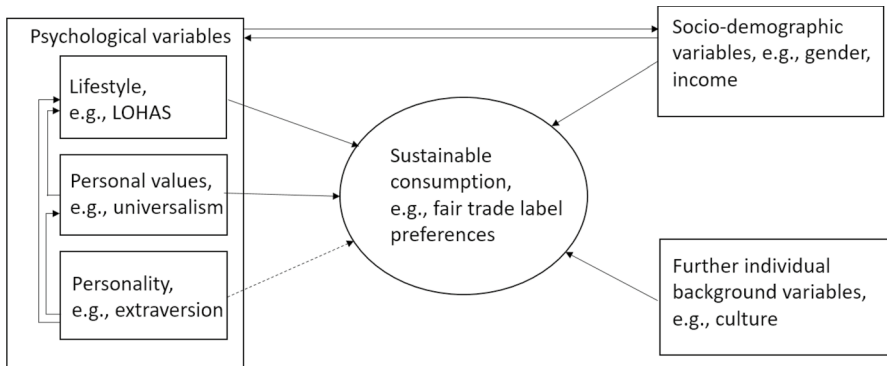 Psychological variables
Lifestyle,
e.g., LOHAS
Personal values,
e.g., universalism
Personality,
e.g., extraversion
Sustainable
consumption,
e.g., fair trade label
preferences
Socio-demographic
variables, e.g., gender,
income
Further individual
background variables,
e.g., culture